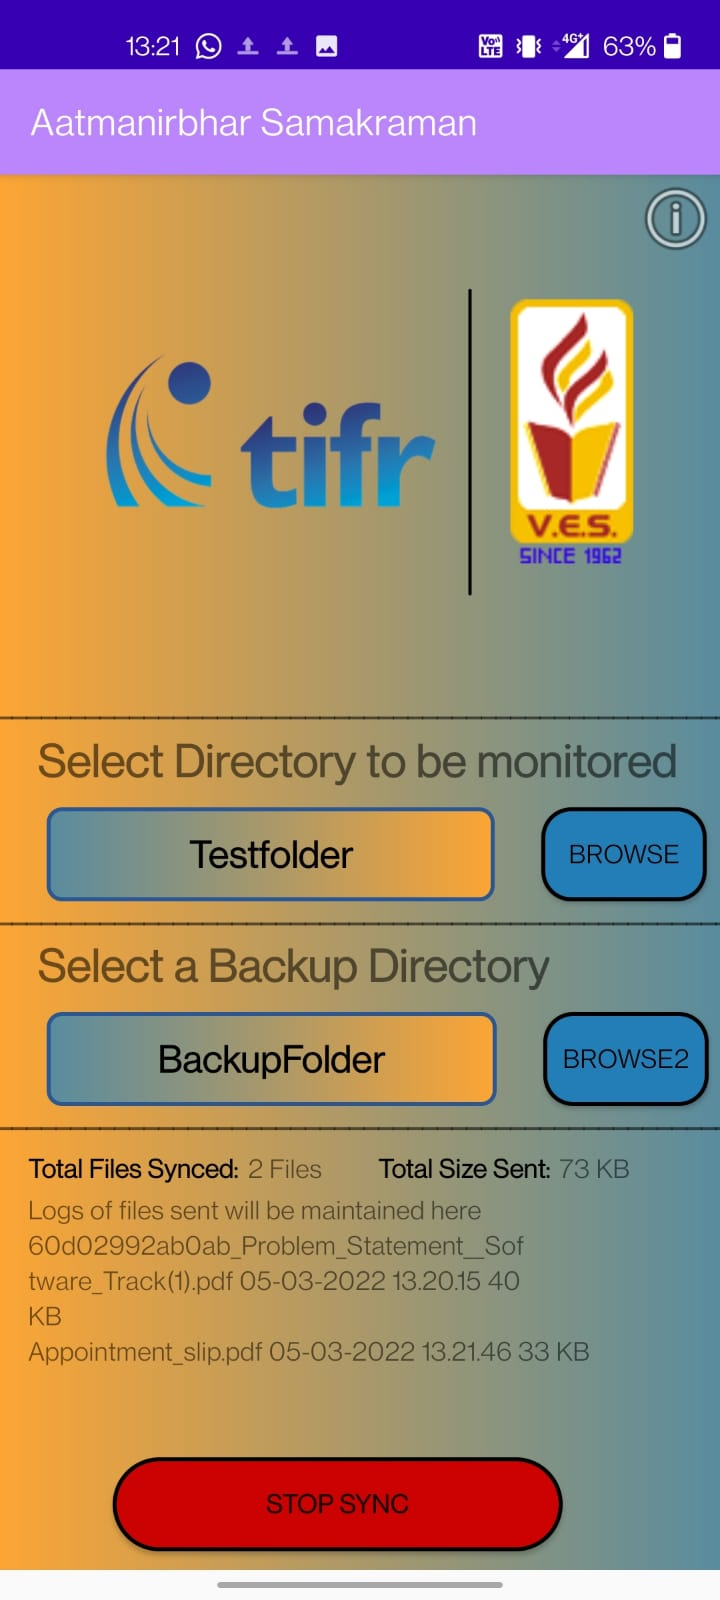 13:21 Vo)) LTE 4G+ 63%
Aatmanirbhar Samakraman
tifr
V.E.S.
SINCE 1962
Select Directory to be monitored
Testfolder BROWSE
Select a Backup Directory
BackupFolder BROWSE2
Total Files Synced: 2 Files Total Size Sent: 73 KB
Logs of files sent will be maintained here
60d02992ab0ab_Problem_Statement__Sof
tware_Track(1).pdf 05-03-2022 13.20.15 40
KB
Appointment_slip.pdf 05-03-2022 13.21.46 33 KB
STOP SYNC